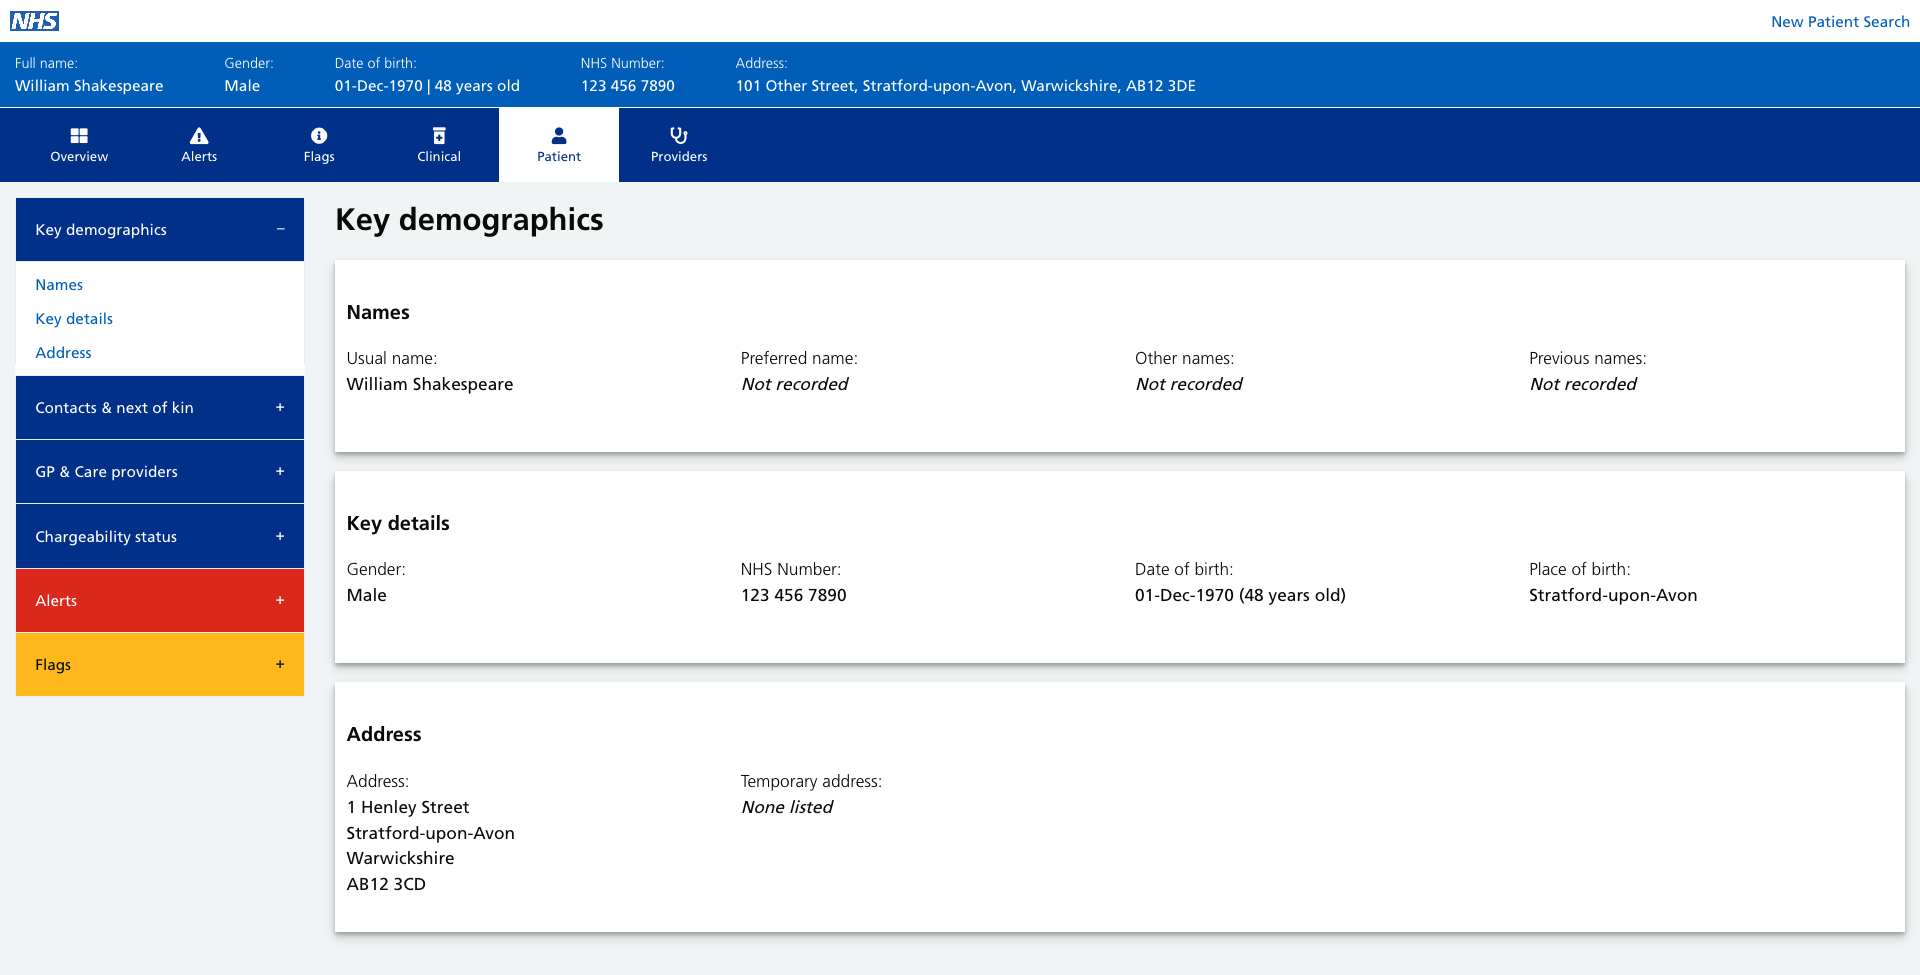 NHS
New Patient Search
Full name:
William Shakespeare
Gender:
Male
Date of birth:
01-Dec-1970 | 48 years old
NHS Number:
123 456 7890
Address:
101 Other Street, Stratford-upon-Avon, Warwickshire, AB12 3DE
Overview
Alerts
Flags
Clinical
Patient
Providers
Key demographics −
Names
Key details
Address
Contacts & next of kin +
GP & Care providers +
Chargeability status +
Alerts +
Flags +
Key demographics
Names
Usual name:
William Shakespeare
Preferred name:
Not recorded
Other names:
Not recorded
Previous names:
Not recorded
Key details
Gender:
Male
NHS Number:
123 456 7890
Date of birth:
01-Dec-1970 (48 years old)
Place of birth:
Stratford-upon-Avon
Address
Address:
1 Henley Street
Stratford-upon-Avon
Warwickshire
AB12 3CD
Temporary address:
None listed